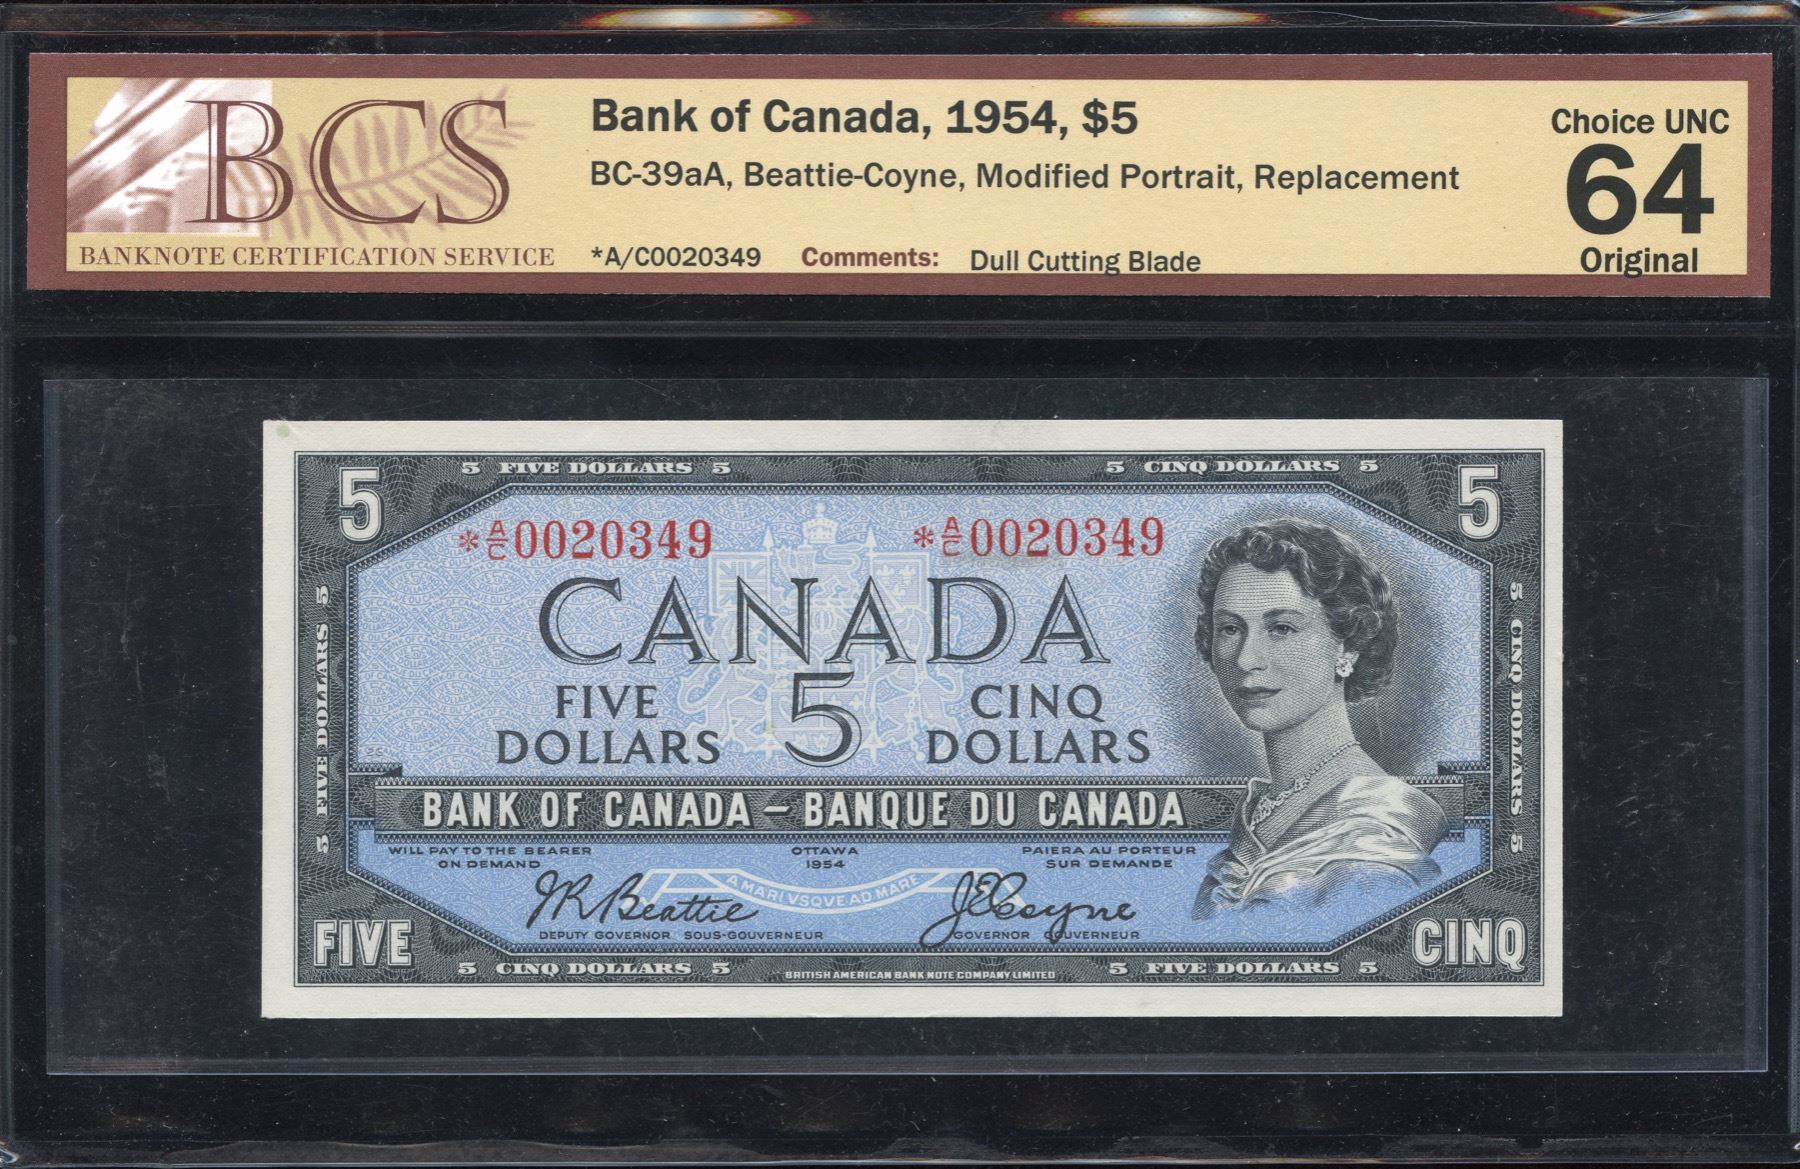 BCS
BANKNOTE CERTIFICATION SERVICE
Bank of Canada, 1954, $5
BC-39aA, Beattie-Coyne, Modified Portrait, Replacement
*A/C0020349 Comments: Dull Cutting Blade
Choice UNC
64
Original
5 FIVE DOLLARS 5
5 CINQ DOLLARS 5
5
5
*A/C0020349
*A/C0020349
CANADA
5 FIVE DOLLARS 5
FIVE DOLLARS
5
CINQ DOLLARS
5 CINQ DOLLARS 5
BANK OF CANADA – BANQUE DU CANADA
WILL PAY TO THE BEARER ON DEMAND
OTTAWA 1954
PAIERA AU PORTEUR SUR DEMANDE
A MARI VSQVE AD MARE
JRBeattie
JECoyne
DEPUTY GOVERNOR SOUS-GOUVERNEUR
GOVERNOR GOUVERNEUR
FIVE
CINQ
5 CINQ DOLLARS 5
BRITISH AMERICAN BANK NOTE COMPANY LIMITED
5 FIVE DOLLARS 5